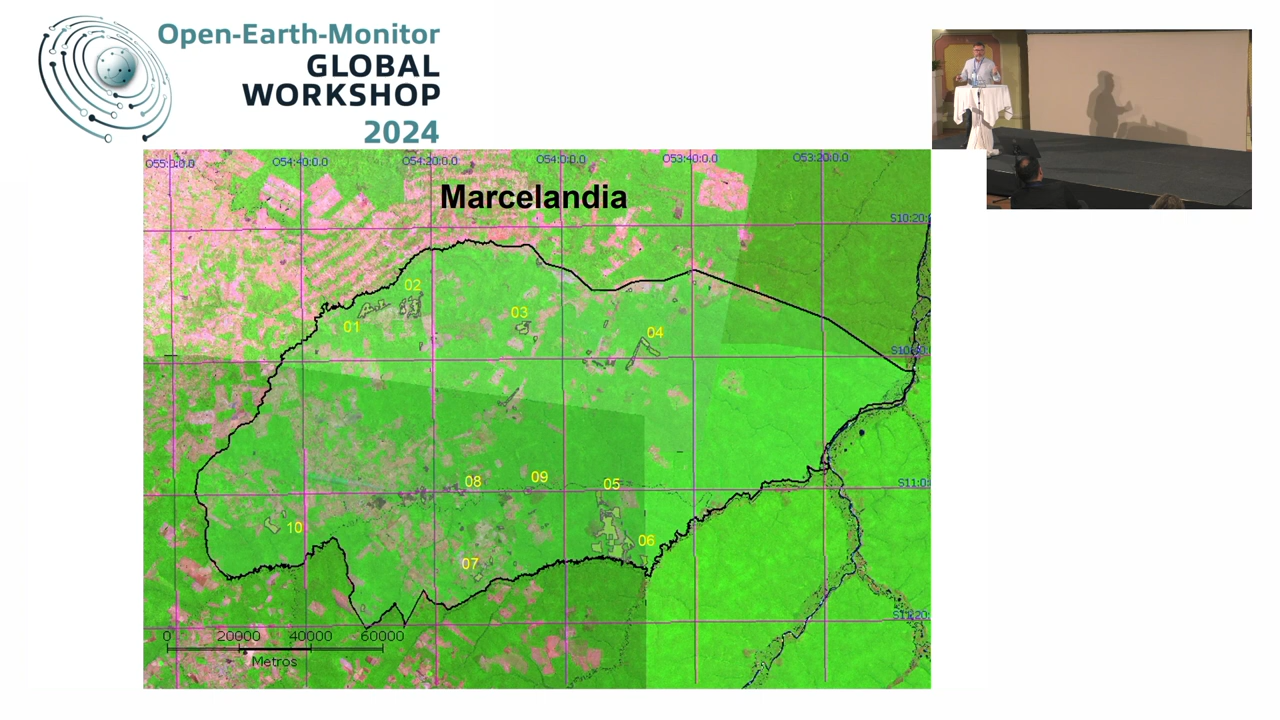 Open-Earth-Monitor
GLOBAL
WORKSHOP
2024
O55:0:0.0
O54:40:0.0
O54:20:0.0
O54:0:0.0
O53:40:0.0
O53:20:0.0
Marcelandia
S10:20:
02
01
03
04
08
09
05
S11:0:
10
06
07
0
20000
40000
60000
Metros